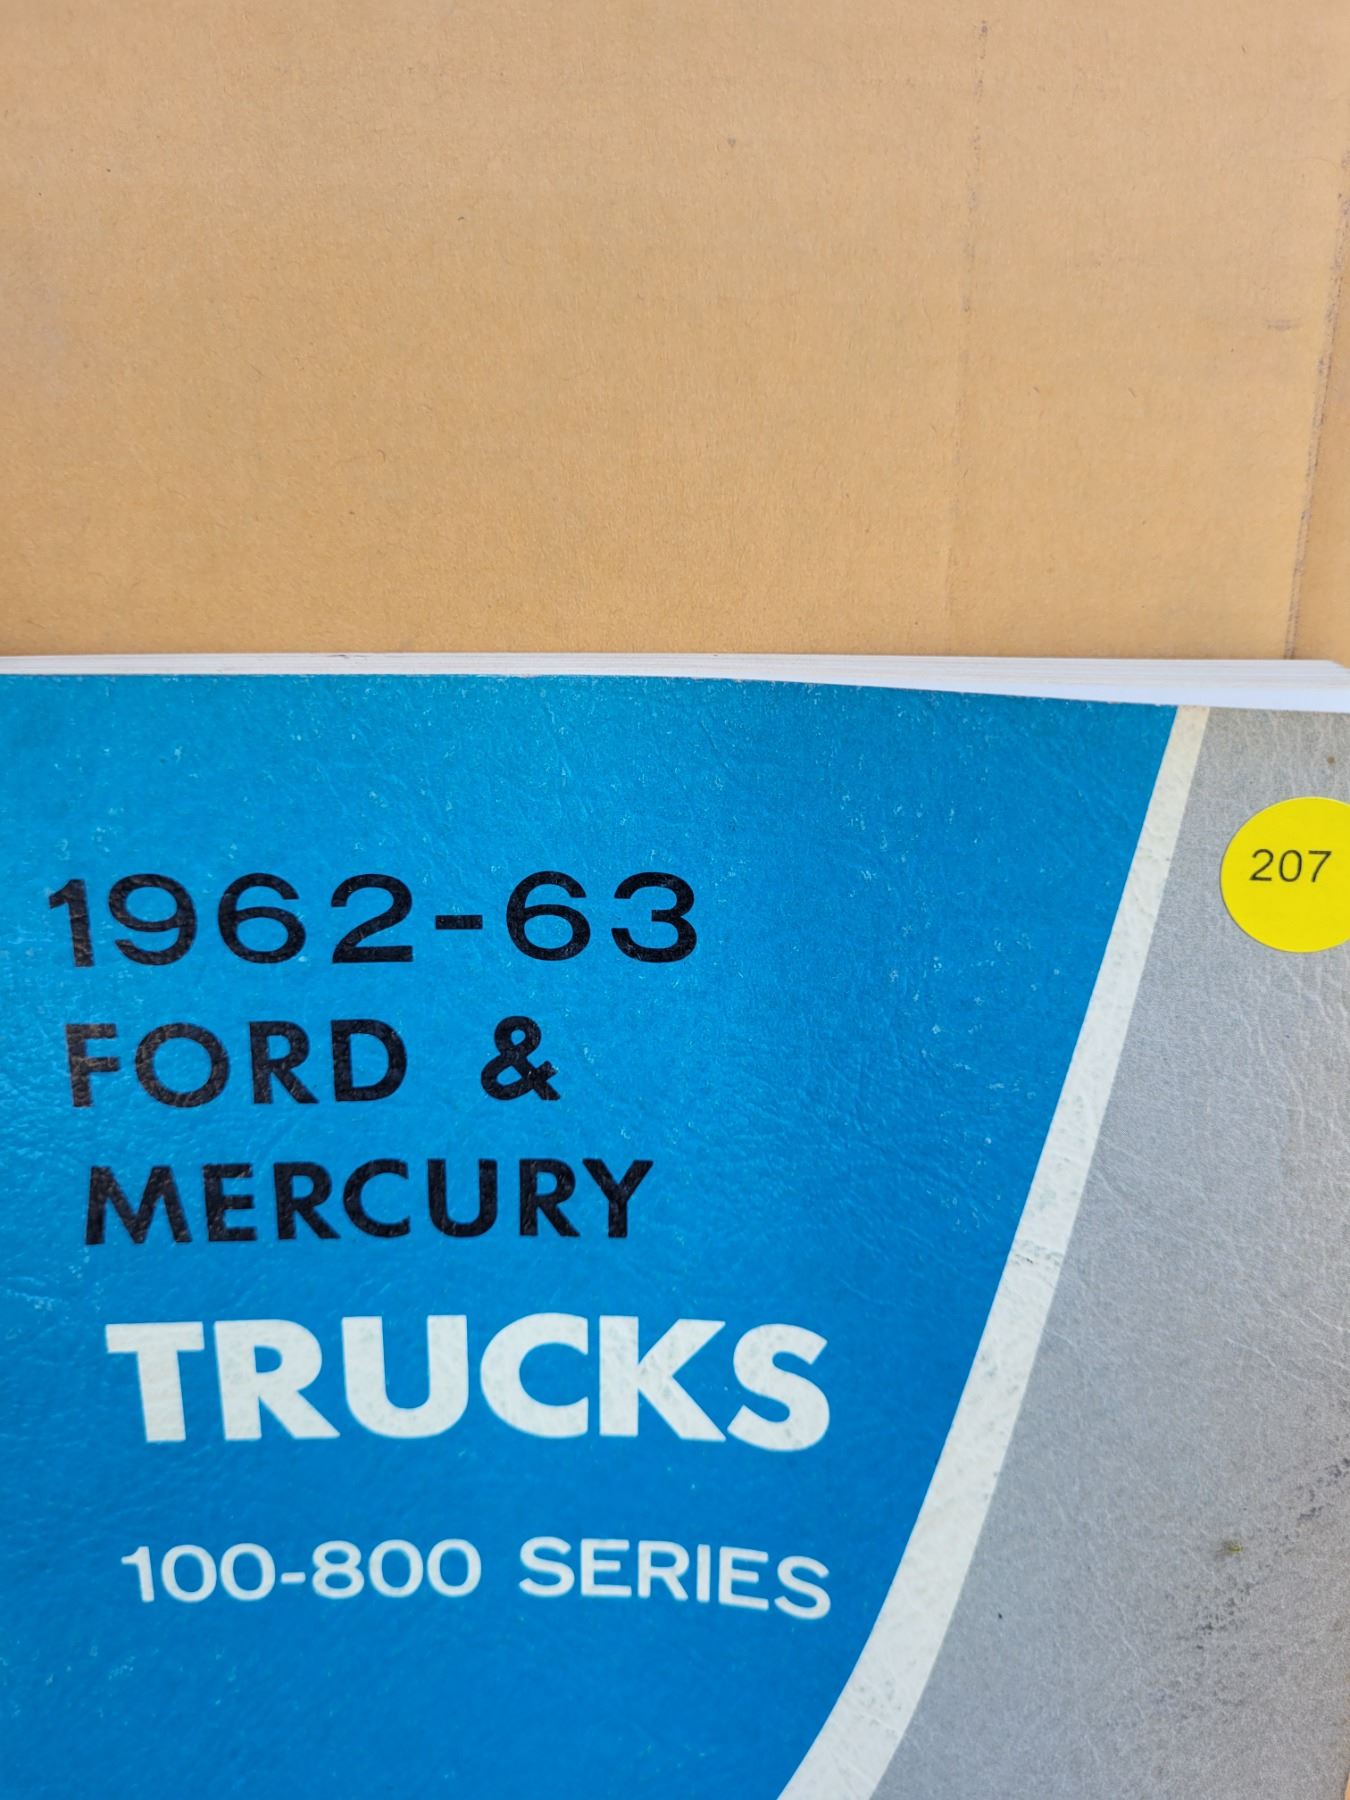 207
1962-63
FORD &
MERCURY
TRUCKS
100-800 SERIES